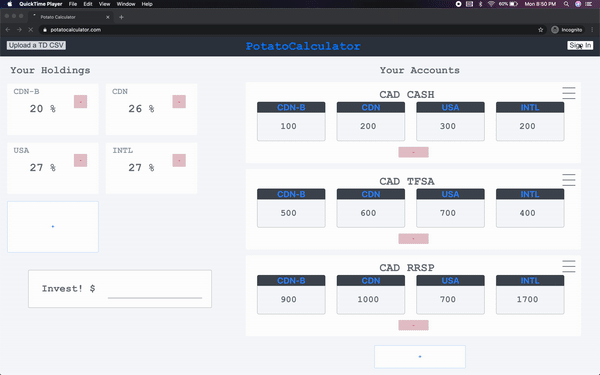 QuickTime Player File Edit View Window Help
60% Mon 8:50 PM
Potato Calculator
potatocalculator.com
Incognito
Upload a TD CSV
PotatoCalculator
Sign In
Your Holdings
Your Accounts
CDN-B
20 %
-
CDN
26 %
-
USA
27 %
-
INTL
27 %
-
+
Invest! $
CAD CASH
CDN-B CDN USA INTL
100 200 300 200
-
CAD TFSA
CDN-B CDN USA INTL
500 600 700 400
-
CAD RRSP
CDN-B CDN USA INTL
900 1000 700 1700
-
+